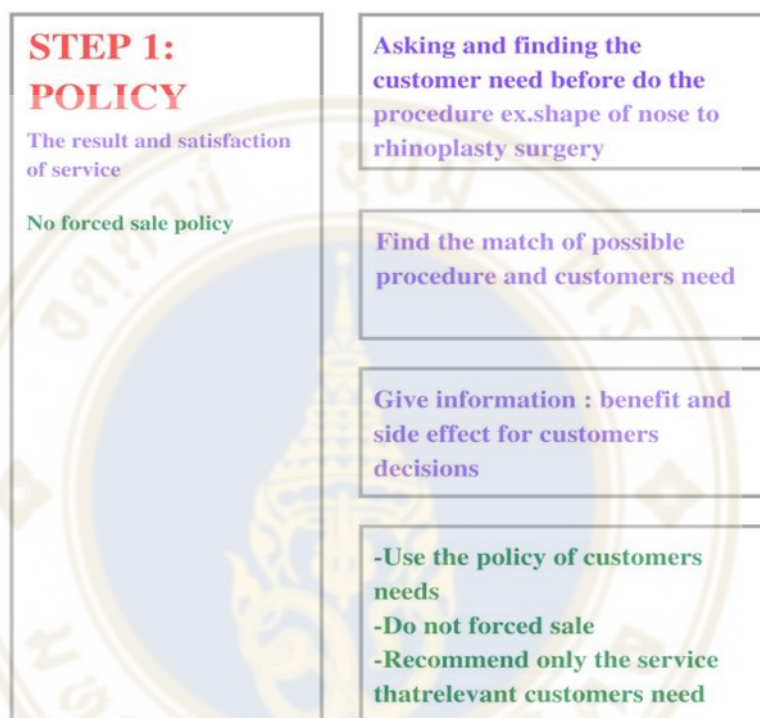 STEP 1:
POLICY
The result and satisfaction
of service
No forced sale policy
Asking and finding the
customer need before do the
procedure ex.shape of nose to
rhinoplasty surgery
Find the match of possible
procedure and customers need
Give information : benefit and
side effect for customers
decisions
-Use the policy of customers
needs
-Do not forced sale
-Recommend only the service
thatrelevant customers need